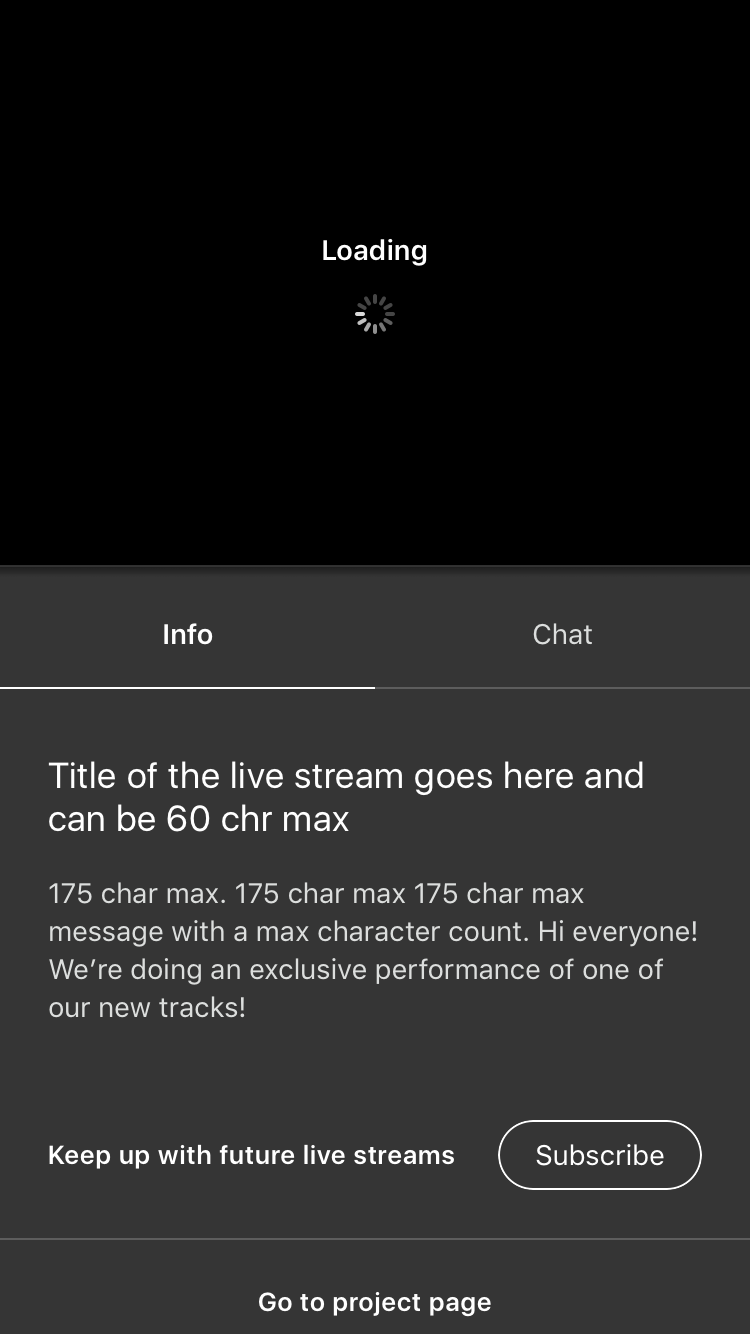 Loading
Info
Chat
Title of the live stream goes here and
can be 60 chr max
175 char max. 175 char max 175 char max
message with a max character count. Hi everyone!
We’re doing an exclusive performance of one of
our new tracks!
Keep up with future live streams
Subscribe
Go to project page